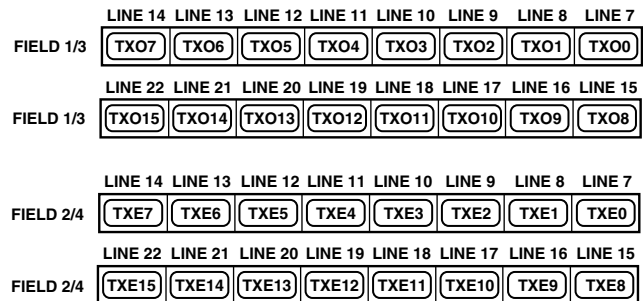 LINE 14 LINE 13 LINE 12 LINE 11 LINE 10 LINE 9 LINE 8 LINE 7
FIELD 1/3 TXO7 TXO6 TXO5 TXO4 TXO3 TXO2 TXO1 TXO0
LINE 22 LINE 21 LINE 20 LINE 19 LINE 18 LINE 17 LINE 16 LINE 15
FIELD 1/3 TXO15 TXO14 TXO13 TXO12 TXO11 TXO10 TXO9 TXO8
LINE 14 LINE 13 LINE 12 LINE 11 LINE 10 LINE 9 LINE 8 LINE 7
FIELD 2/4 TXE7 TXE6 TXE5 TXE4 TXE3 TXE2 TXE1 TXE0
LINE 22 LINE 21 LINE 20 LINE 19 LINE 18 LINE 17 LINE 16 LINE 15
FIELD 2/4 TXE15 TXE14 TXE13 TXE12 TXE11 TXE10 TXE9 TXE8